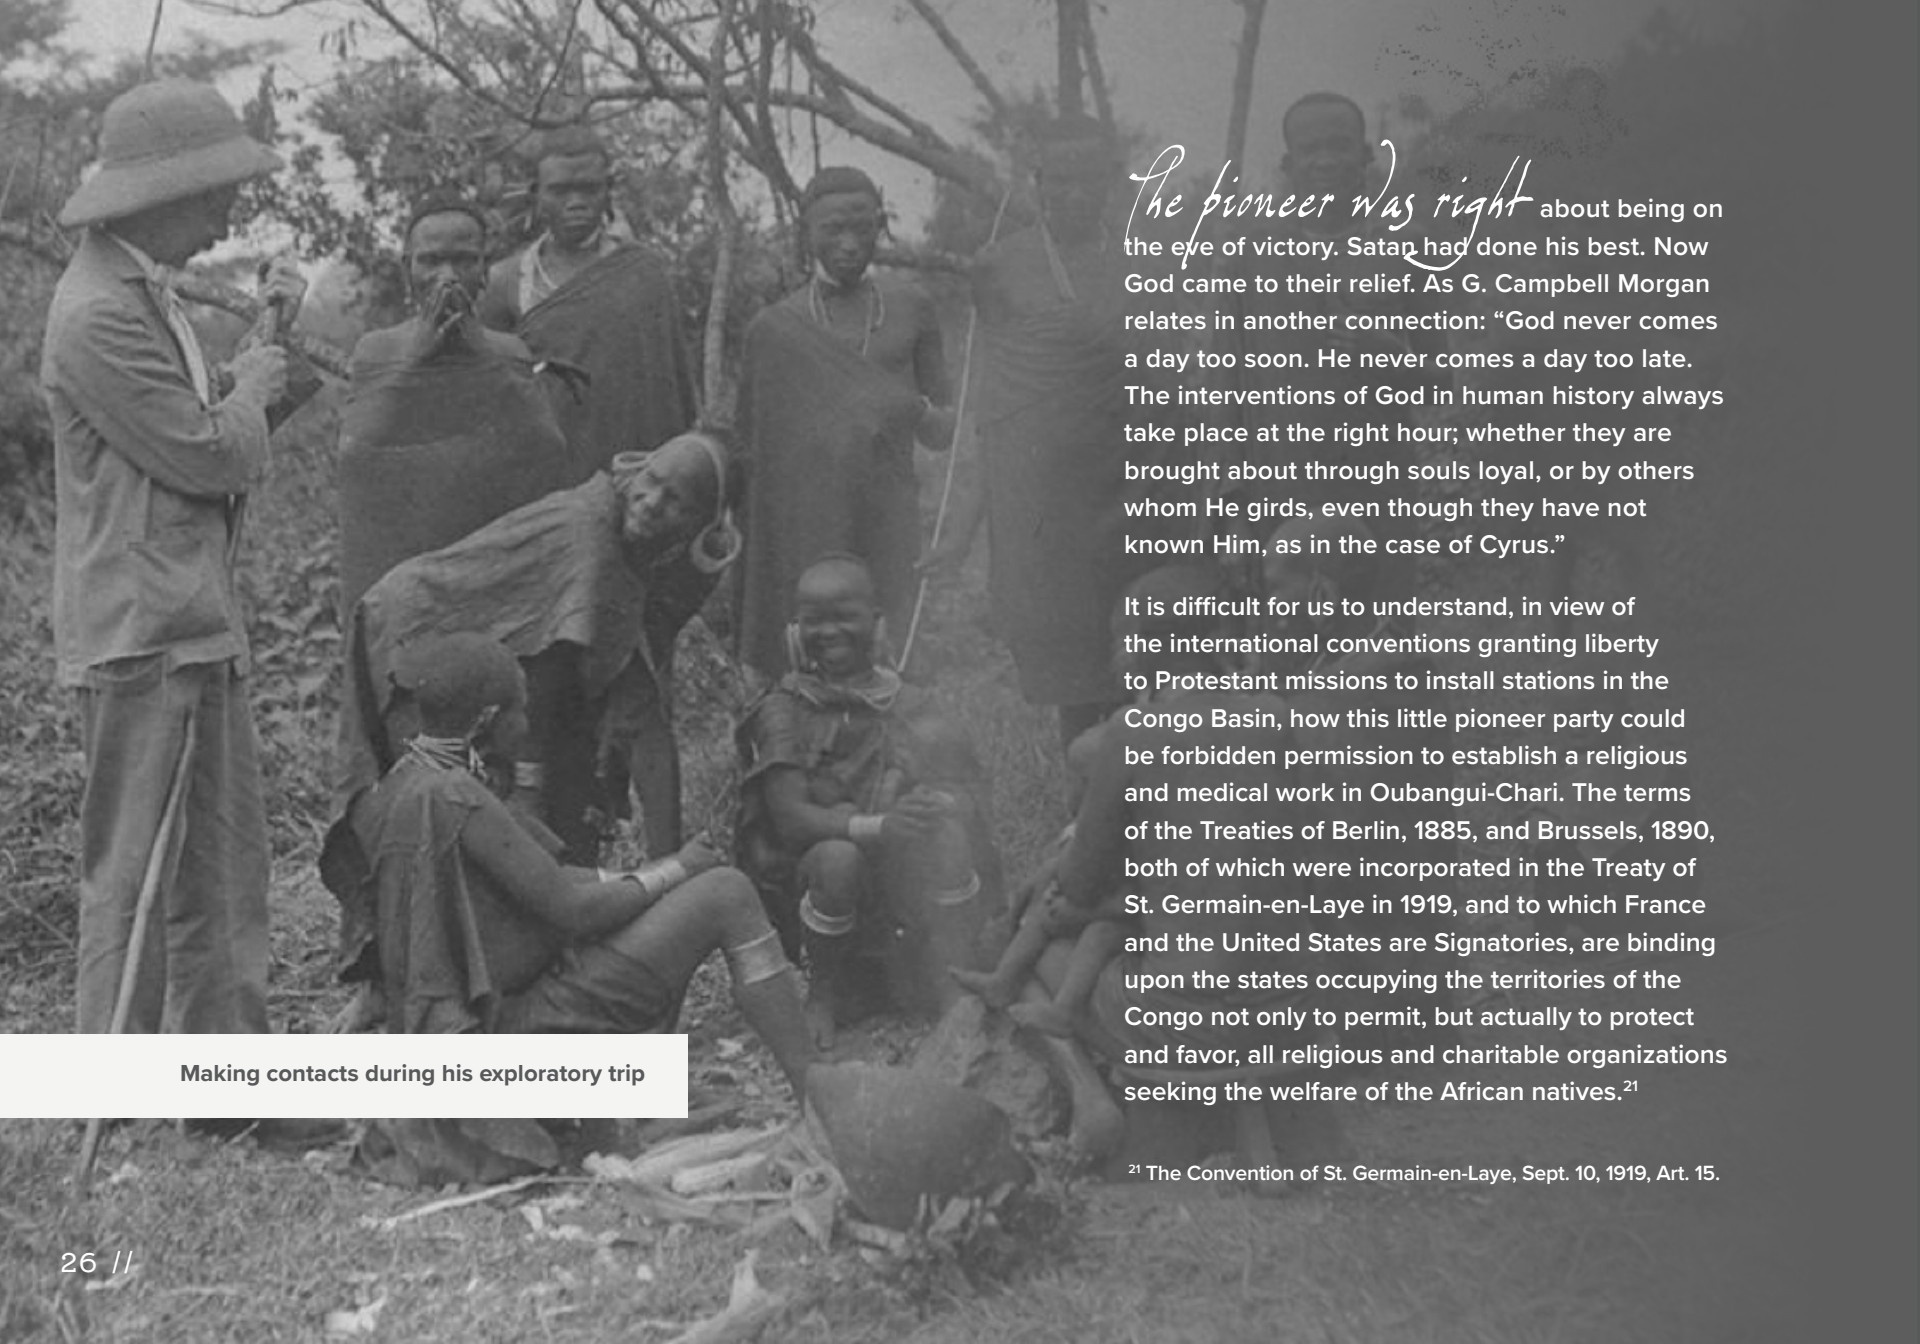 The pioneer was right about being on
the eve of victory. Satan had done his best. Now
God came to their relief. As G. Campbell Morgan
relates in another connection: “God never comes
a day too soon. He never comes a day too late.
The interventions of God in human history always
take place at the right hour; whether they are
brought about through souls loyal, or by others
whom He girds, even though they have not
known Him, as in the case of Cyrus.”
It is difficult for us to understand, in view of
the international conventions granting liberty
to Protestant missions to install stations in the
Congo Basin, how this little pioneer party could
be forbidden permission to establish a religious
and medical work in Oubangui-Chari. The terms
of the Treaties of Berlin, 1885, and Brussels, 1890,
both of which were incorporated in the Treaty of
St. Germain-en-Laye in 1919, and to which France
and the United States are Signatories, are binding
upon the states occupying the territories of the
Congo not only to permit, but actually to protect
and favor, all religious and charitable organizations
seeking the welfare of the African natives.²¹
²¹ The Convention of St. Germain-en-Laye, Sept. 10, 1919, Art. 15.
Making contacts during his exploratory trip
26 //